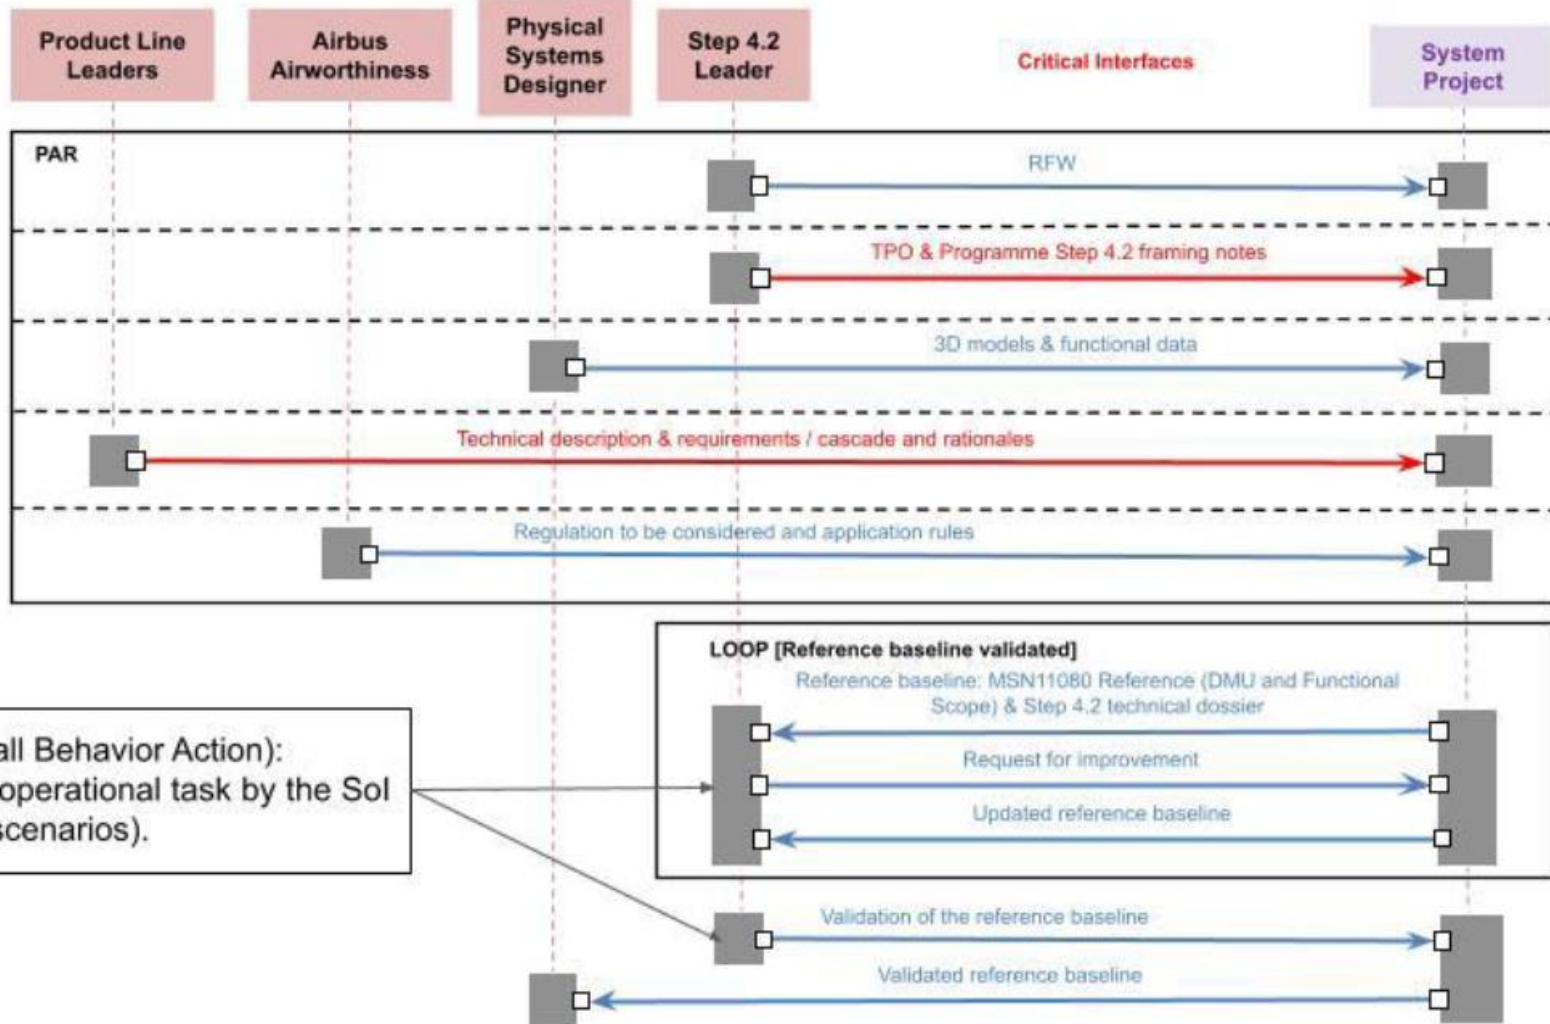 Product Line
Leaders
Airbus
Airworthiness
Physical
Systems
Designer
Step 4.2
Leader
Critical Interfaces
System
Project
PAR
RFW
TPO & Programme Step 4.2 framing notes
3D models & functional data
Technical description & requirements / cascade and rationales
Regulation to be considered and application rules
LOOP [Reference baseline validated]
Reference baseline: MSN11080 Reference (DMU and Functional
Scope) & Step 4.2 technical dossier
Request for improvement
Updated reference baseline
all Behavior Action):
operational task by the SoI
scenarios).
Validation of the reference baseline
Validated reference baseline